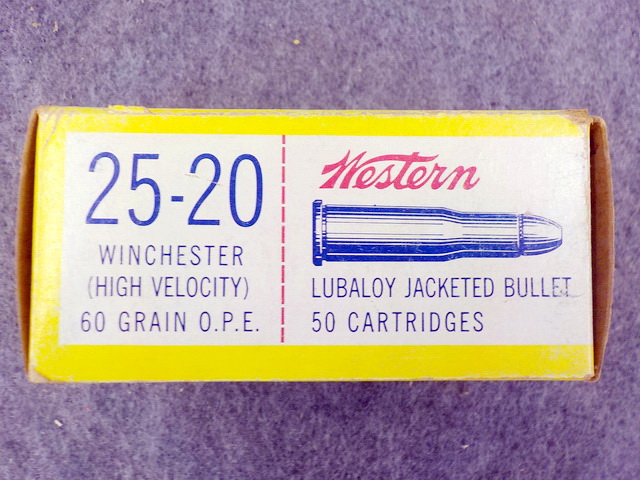 25-20
WINCHESTER
(HIGH VELOCITY)
60 GRAIN O.P.E.
Western
LUBALOY JACKETED BULLET
50 CARTRIDGES